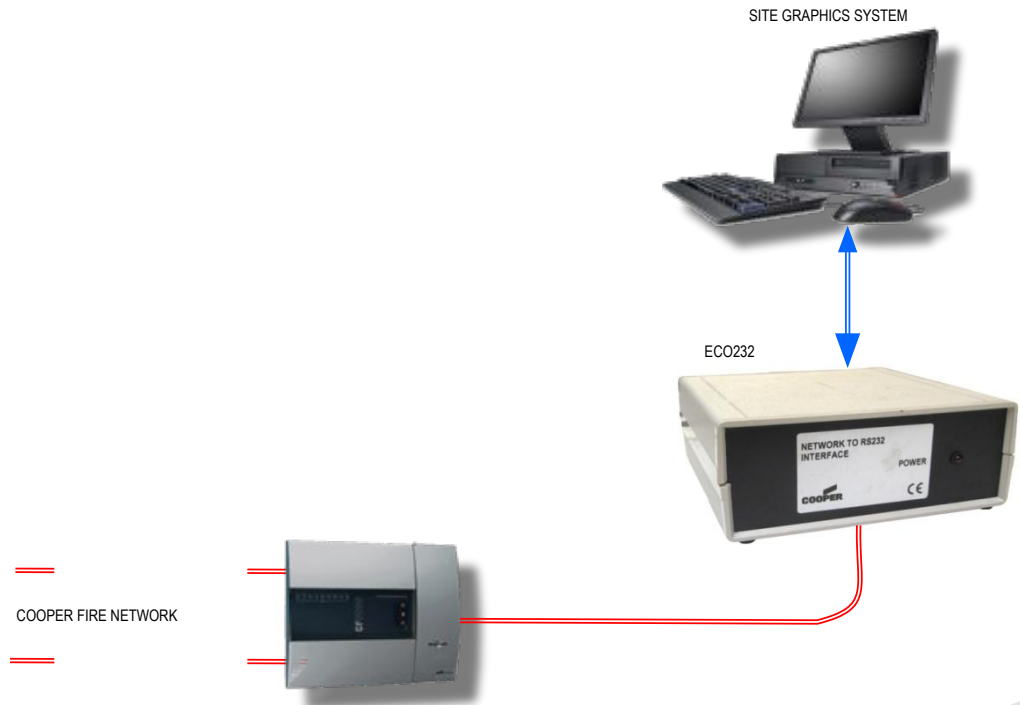 SITE GRAPHICS SYSTEM
ECO232
NETWORK TO RS232
INTERFACE
POWER
COOPER
CE
COOPER FIRE NETWORK